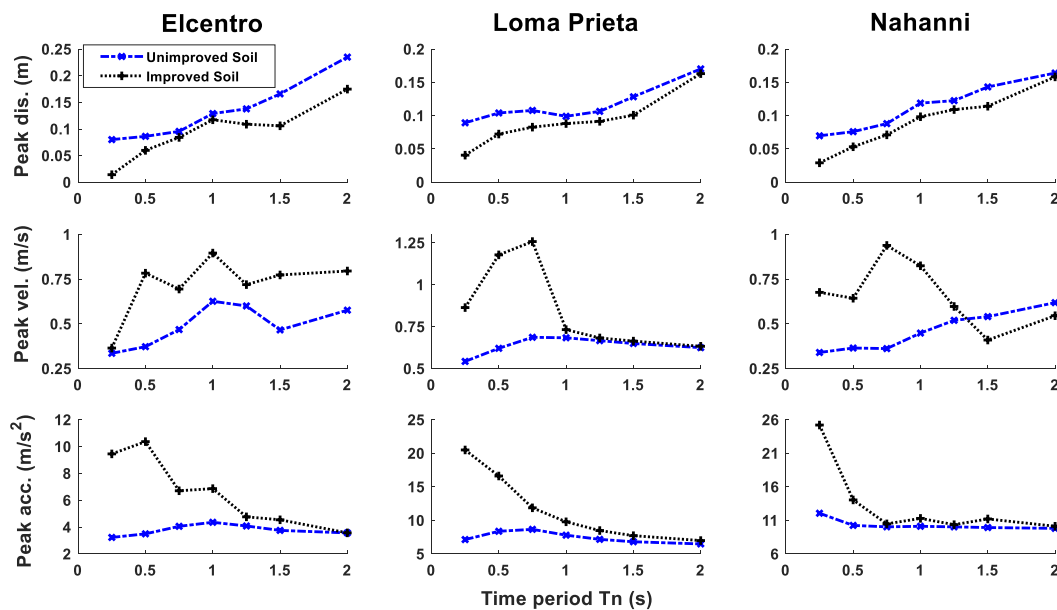 Elcentro
Loma Prieta
Nahanni
Unimproved Soil
Improved Soil
Peak dis. (m)
0.25
0.2
0.15
0.1
0.05
0
0 0.5 1 1.5 2
0.2
0.15
0.1
0.05
0
0 0.5 1 1.5 2
0.2
0.15
0.1
0.05
0
0 0.5 1 1.5 2
Peak vel. (m/s)
1
0.75
0.5
0.25
0 0.5 1 1.5 2
1.25
1
0.75
0.5
0 0.5 1 1.5 2
1
0.75
0.5
0.25
0 0.5 1 1.5 2
Peak acc. (m/s²)
12
10
8
6
4
2
0 0.5 1 1.5 2
25
20
15
10
5
0 0.5 1 1.5 2
26
21
16
11
6
0 0.5 1 1.5 2
Time period Tn (s)